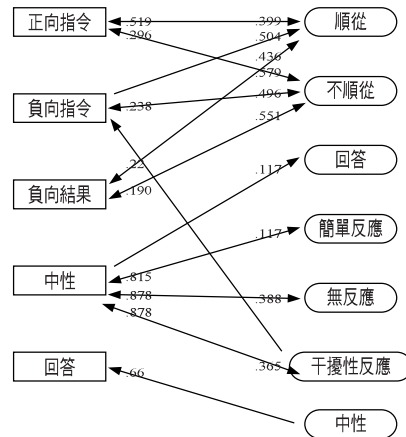 正向指令
.519
.399
順從
.296
.504
.436
.579
不順從
負向指令
.238
.496
.551
回答
.22
.117
負向結果
.190
簡單反應
.117
中性
.815
.878
.388
無反應
.878
回答
.66
.365
干擾性反應
中性